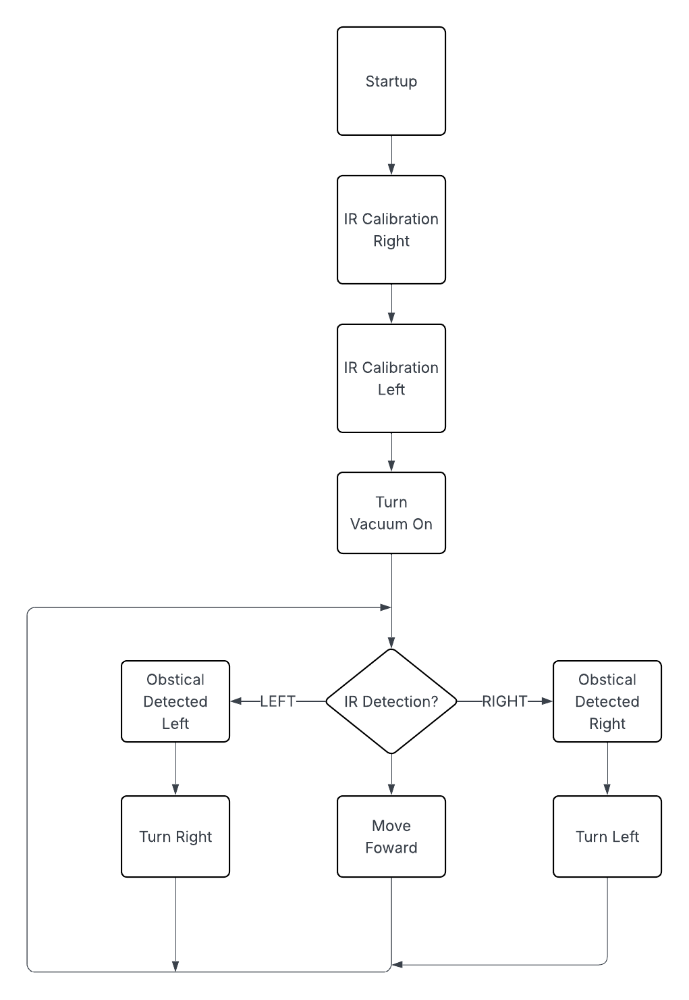 Startup
IR Calibration
Right
IR Calibration
Left
Turn
Vacuum On
Obstical
Detected
Left
LEFT
IR Detection?
RIGHT
Obstical
Detected
Right
Turn Right
Move
Foward
Turn Left